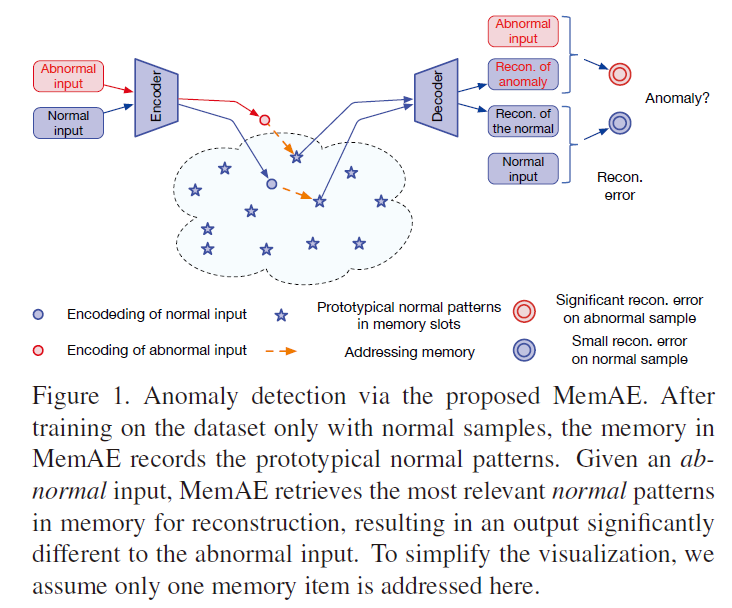 Abnormal
input
Normal
input
Encoder
Decoder
Abnormal
input
Recon. of
anomaly
Recon. of
the normal
Normal
input
Anomaly?
Recon.
error
Encodeding of normal input
Encoding of abnormal input
Prototypical normal patterns
in memory slots
Addressing memory
Significant recon. error
on abnormal sample
Small recon. error
on normal sample
Figure 1. Anomaly detection via the proposed MemAE. After
training on the dataset only with normal samples, the memory in
MemAE records the prototypical normal patterns. Given an ab-
normal input, MemAE retrieves the most relevant normal patterns
in memory for reconstruction, resulting in an output significantly
different to the abnormal input. To simplify the visualization, we
assume only one memory item is addressed here.